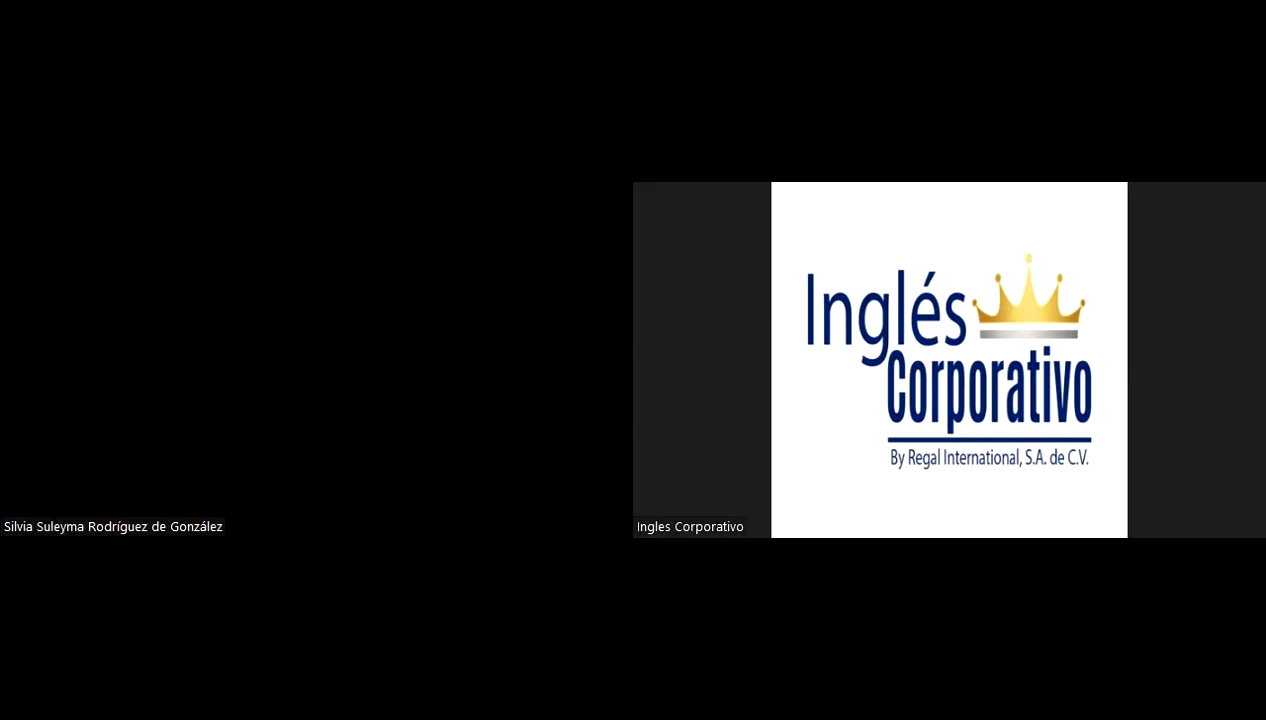 Inglés
Corporativo
By Regal International, S.A. de C.V.
Silvia Suleyma Rodríguez de González
Ingles Corporativo